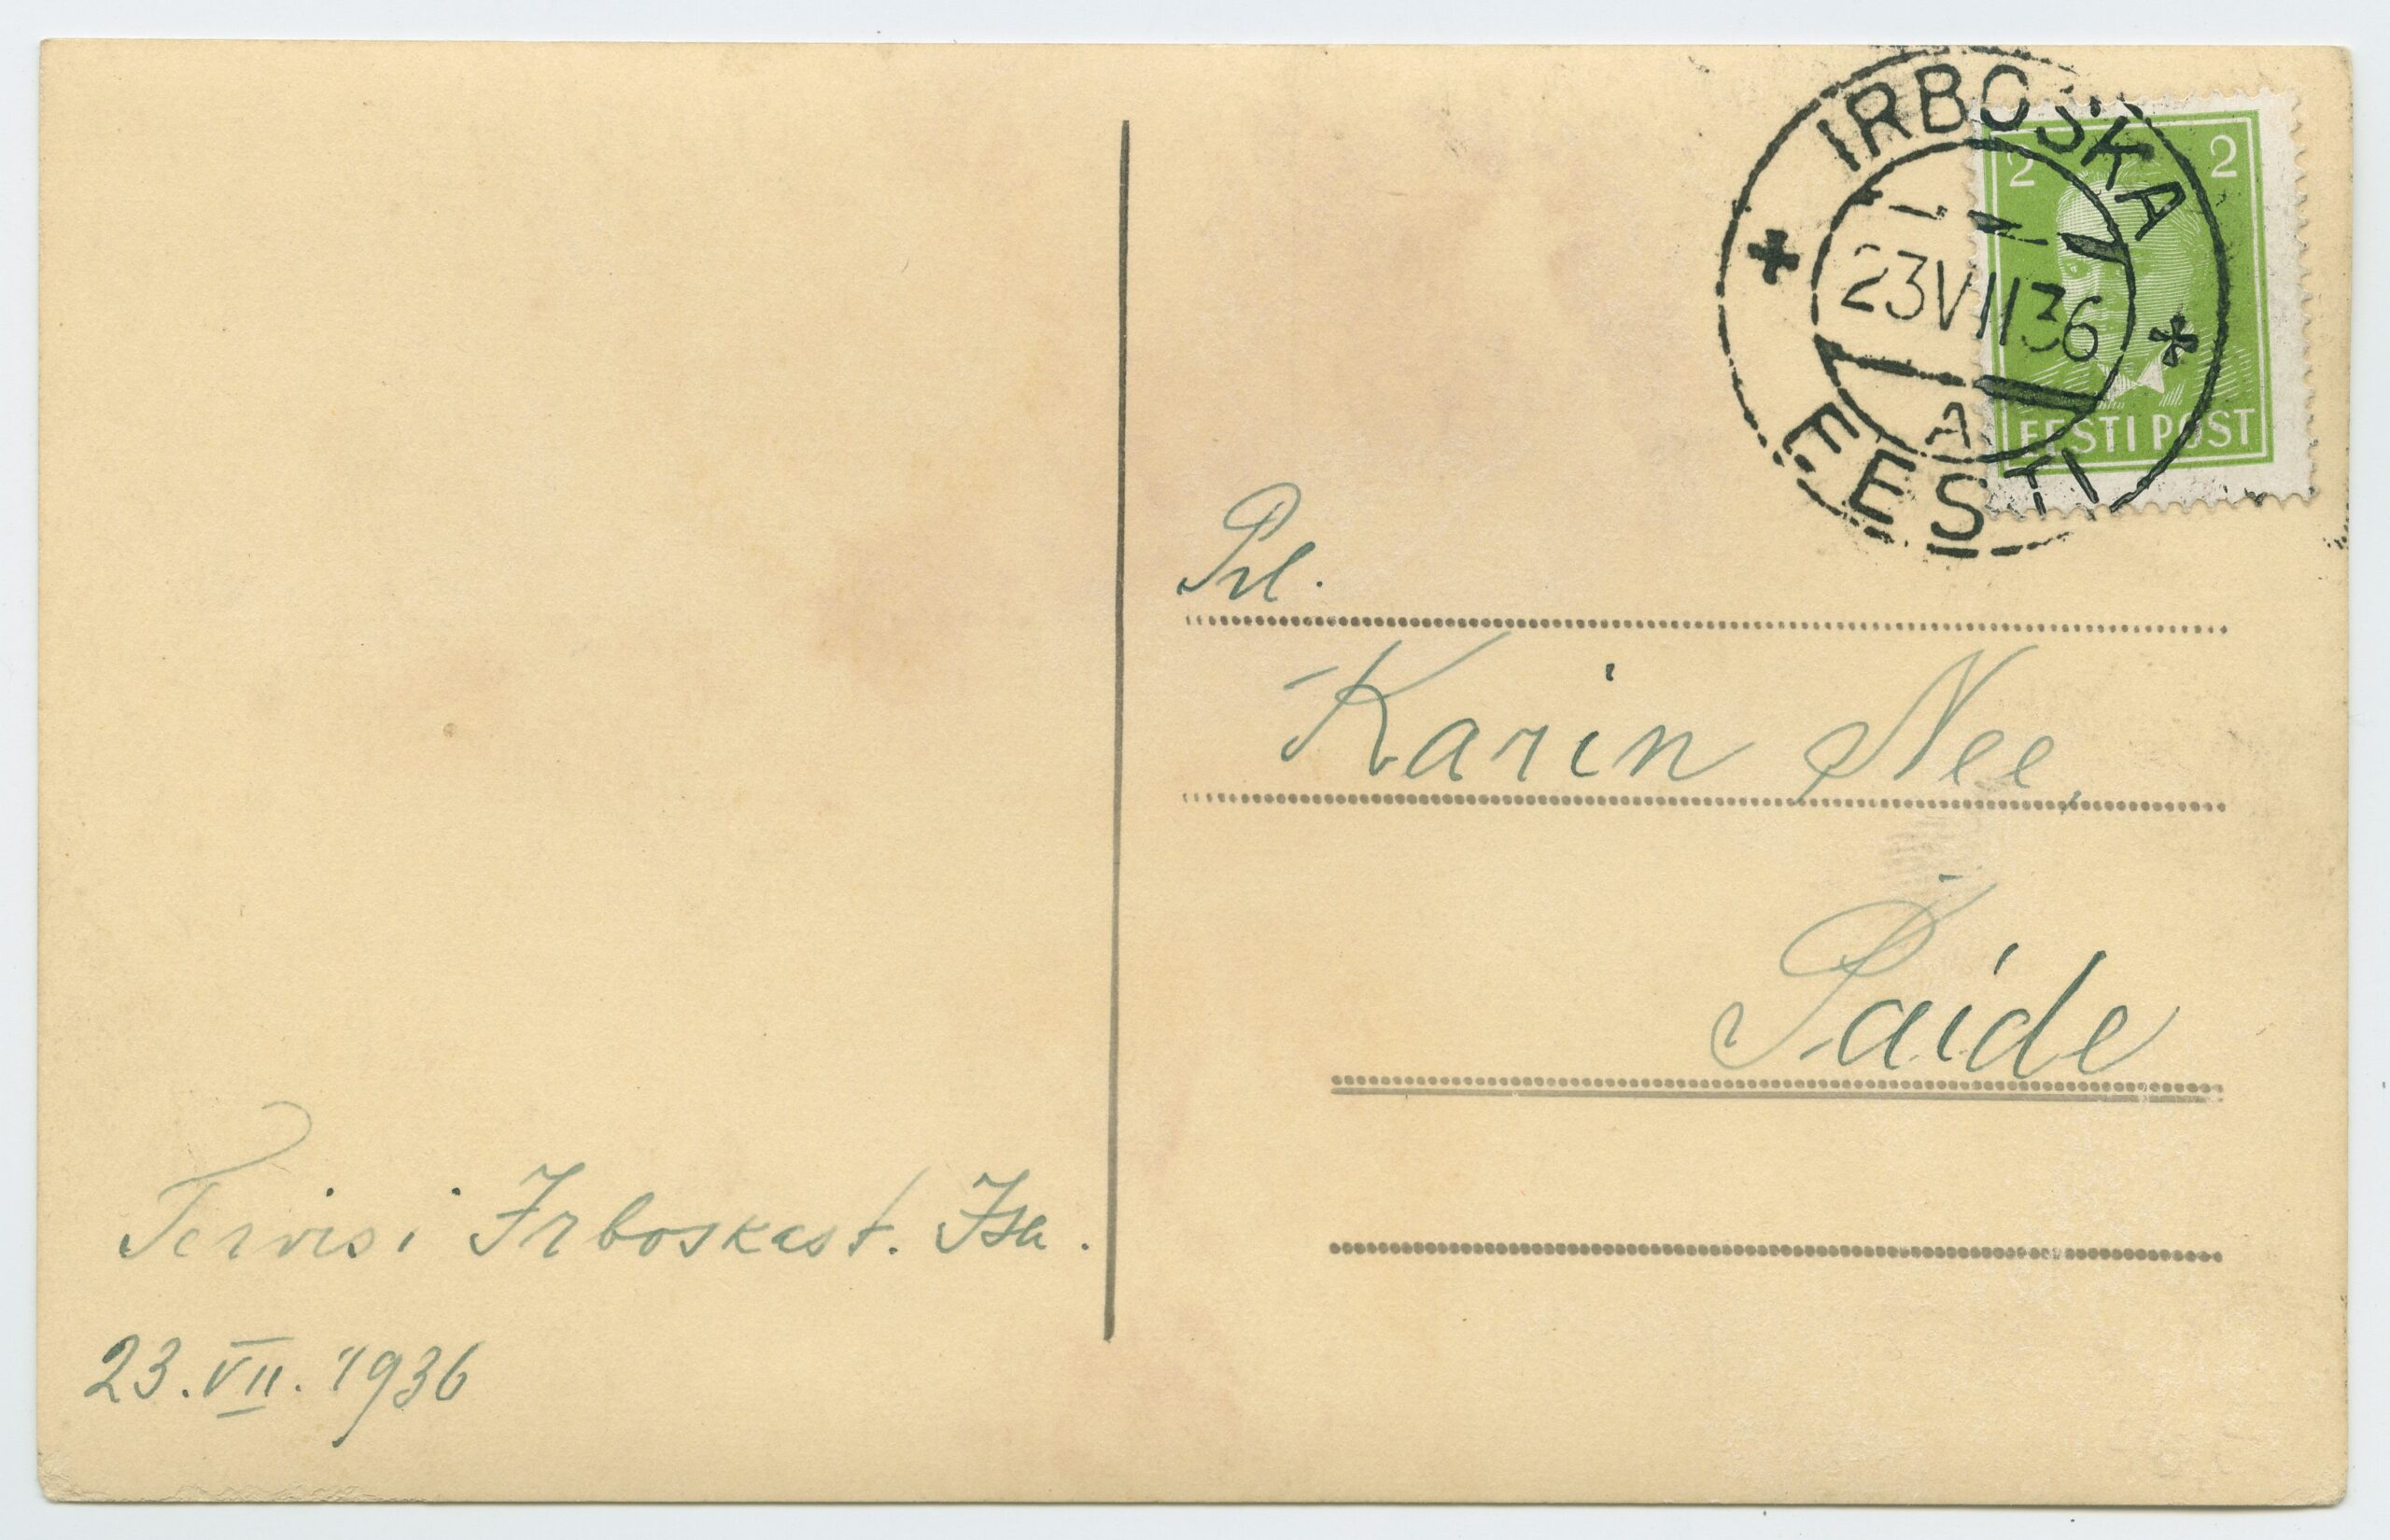 IRBOSKA
23 VII 36
A
EESTI
2 2
EESTI POST
Prl.
Karin Nee,
Paide
Tervisi Irboskast. Isa.
23. VII. 1936